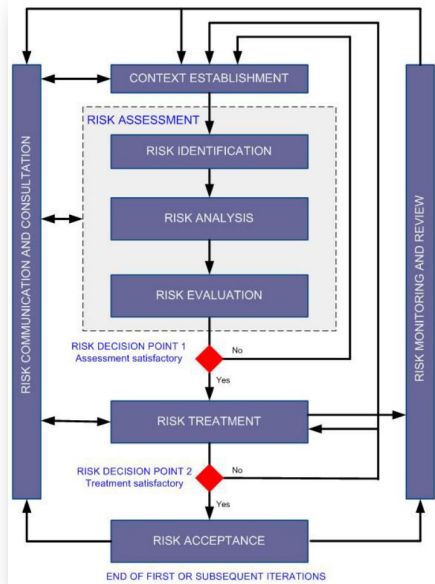 CONTEXT ESTABLISHMENT
RISK ASSESSMENT
RISK IDENTIFICATION
RISK ANALYSIS
RISK EVALUATION
RISK COMMUNICATION AND CONSULTATION
RISK MONITORING AND REVIEW
RISK DECISION POINT 1
Assessment satisfactory
No
Yes
RISK TREATMENT
RISK DECISION POINT 2
Treatment satisfactory
No
Yes
RISK ACCEPTANCE
END OF FIRST OR SUBSEQUENT ITERATIONS